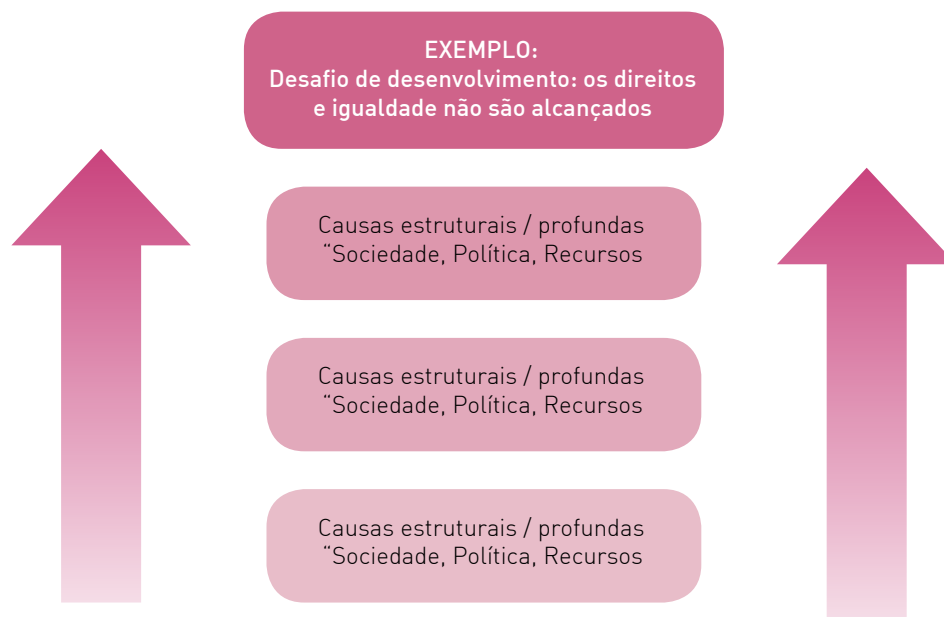 EXEMPLO:
Desafio de desenvolvimento: os direitos
e igualdade não são alcançados
Causas estruturais / profundas
“Sociedade, Política, Recursos
Causas estruturais / profundas
“Sociedade, Política, Recursos
Causas estruturais / profundas
“Sociedade, Política, Recursos